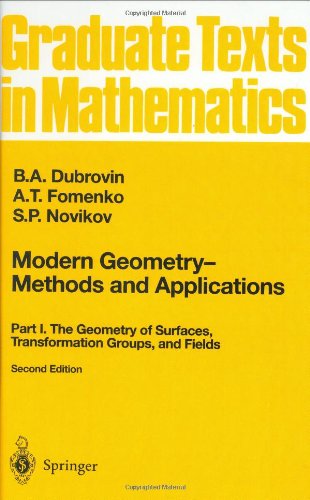 Graduate Texts
in Mathematics
B.A. Dubrovin
A.T. Fomenko
S.P. Novikov
Modern Geometry–
Methods and Applications
Part I. The Geometry of Surfaces,
Transformation Groups, and Fields
Second Edition
Springer